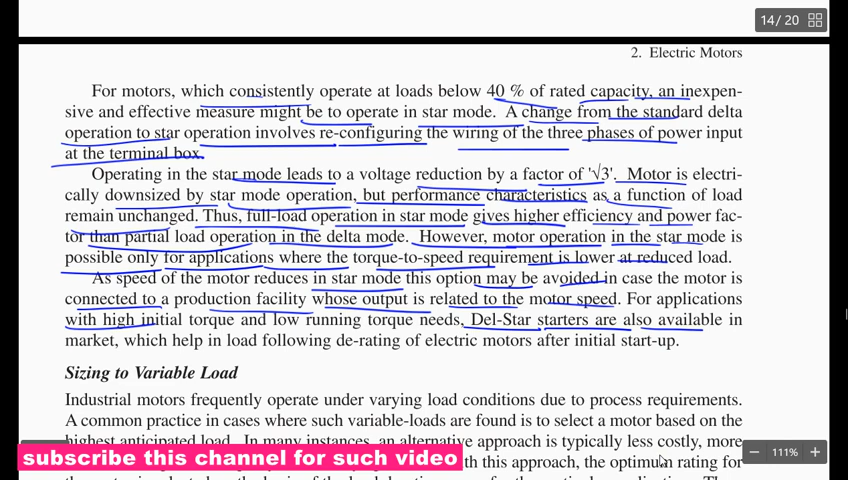 14 / 20
2. Electric Motors
For motors, which consistently operate at loads below 40 % of rated capacity, an inexpen-
sive and effective measure might be to operate in star mode. A change from the standard delta
operation to star operation involves re-configuring the wiring of the three phases of power input
at the terminal box.
Operating in the star mode leads to a voltage reduction by a factor of '√3'. Motor is electri-
cally downsized by star mode operation, but performance characteristics as a function of load
remain unchanged. Thus, full-load operation in star mode gives higher efficiency and power fac-
tor than partial load operation in the delta mode. However, motor operation in the star mode is
possible only for applications where the torque-to-speed requirement is lower at reduced load.
As speed of the motor reduces in star mode this option may be avoided in case the motor is
connected to a production facility whose output is related to the motor speed. For applications
with high initial torque and low running torque needs, Del-Star starters are also available in
market, which help in load following de-rating of electric motors after initial start-up.
Sizing to Variable Load
Industrial motors frequently operate under varying load conditions due to process requirements.
A common practice in cases where such variable-loads are found is to select a motor based on the
highest anticipated load. In many instances, an alternative approach is typically less costly, more
subscribe this channel for such video
th this approach, the optimum rating for
111%